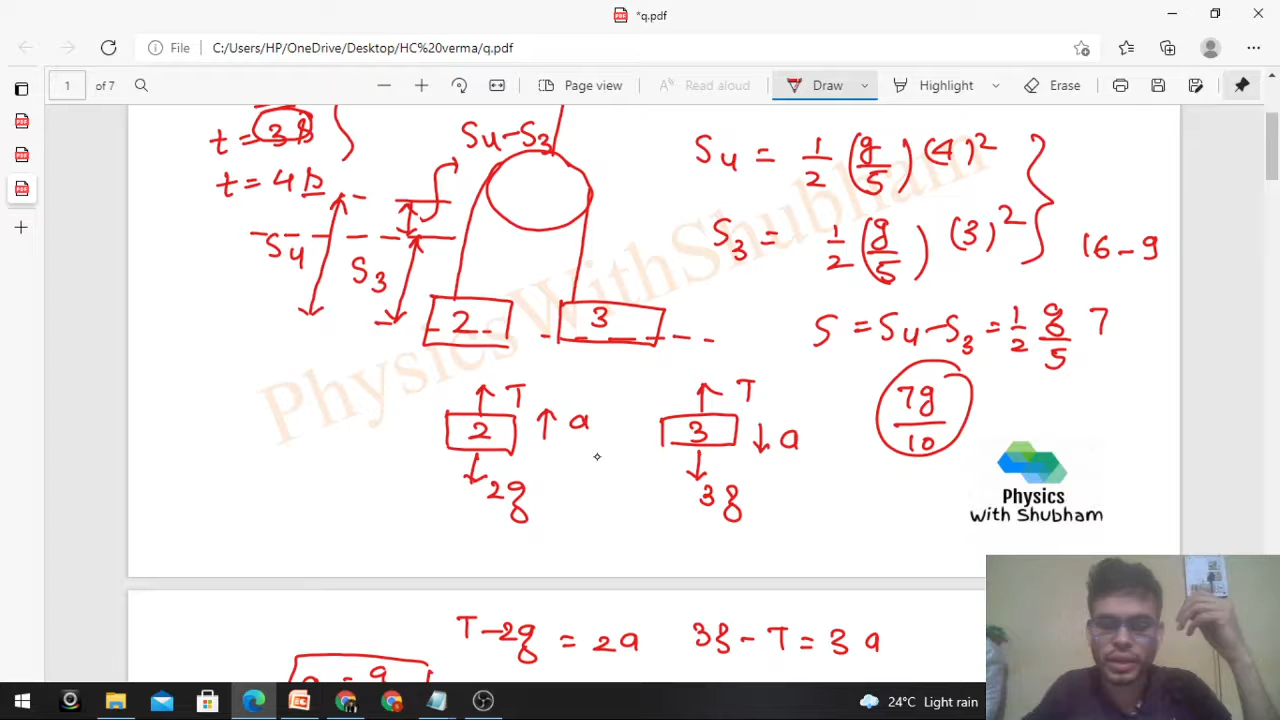 *q.pdf
File C:/Users/HP/OneDrive/Desktop/HC%20verma/q.pdf
1 of 7 Page view Read aloud Draw Highlight Erase
t = 3s
t = 4s
S4-S3
S4
S3
2 3
S4 = 1/2 (g/5) (4)2
S3 = 1/2 (g/5) (3)2
16-9
S = S4-S3 = 1/2 g/5 7
7g/10
T
2
a
2g
T
3
a
3g
PhysicsWithShubham
Physics
With Shubham
T-2g = 2a 3g - T = 3a
a = g
24°C Light rain